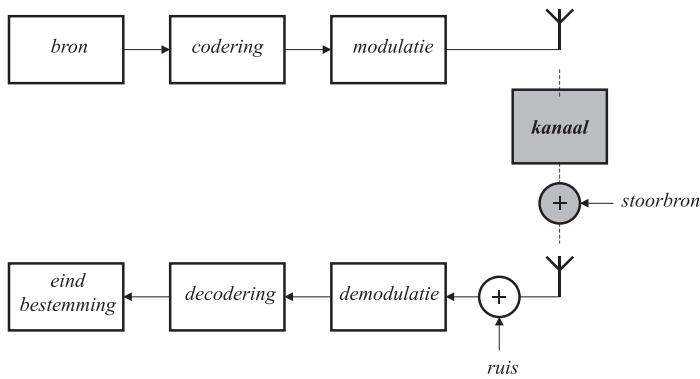 bron
codering
modulatie
kanaal
+
stoorbron
eind
bestemming
decodering
demodulatie
+
ruis